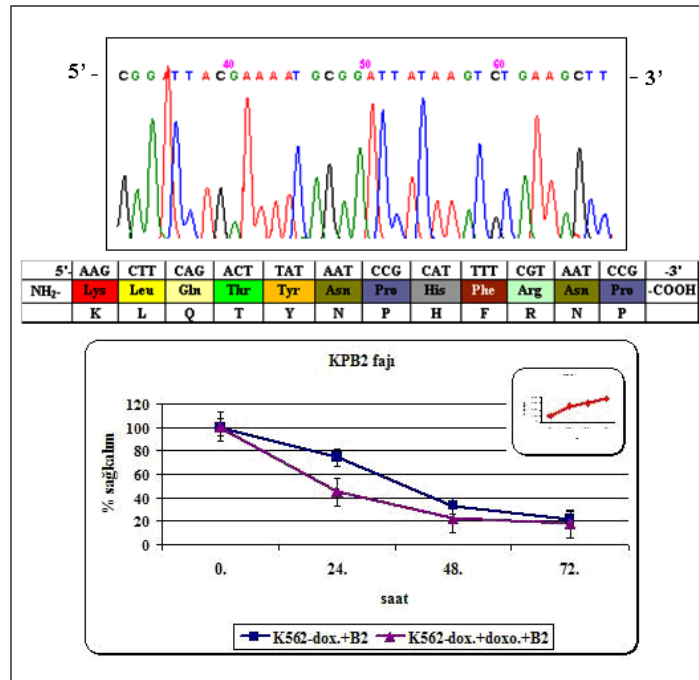 40 50 60
5' - C G G A T T A C G A A A A T G C G G A T T A T A A G T C T G A A G C T T - 3'
5'- AAG CTT CAG ACT TAT AAT CCG CAT TTT CGT AAT CCG -3'
NH2- Lys Leu Gln Thr Tyr Asn Pro His Phe Arg Asn Pro -COOH
K L Q T Y N P H F R N P
KPB2 fajı
% sağkalım
120
100
80
60
40
20
0
0. 24. 48. 72.
saat
K562-dox.+B2 K562-dox.+doxo.+B2